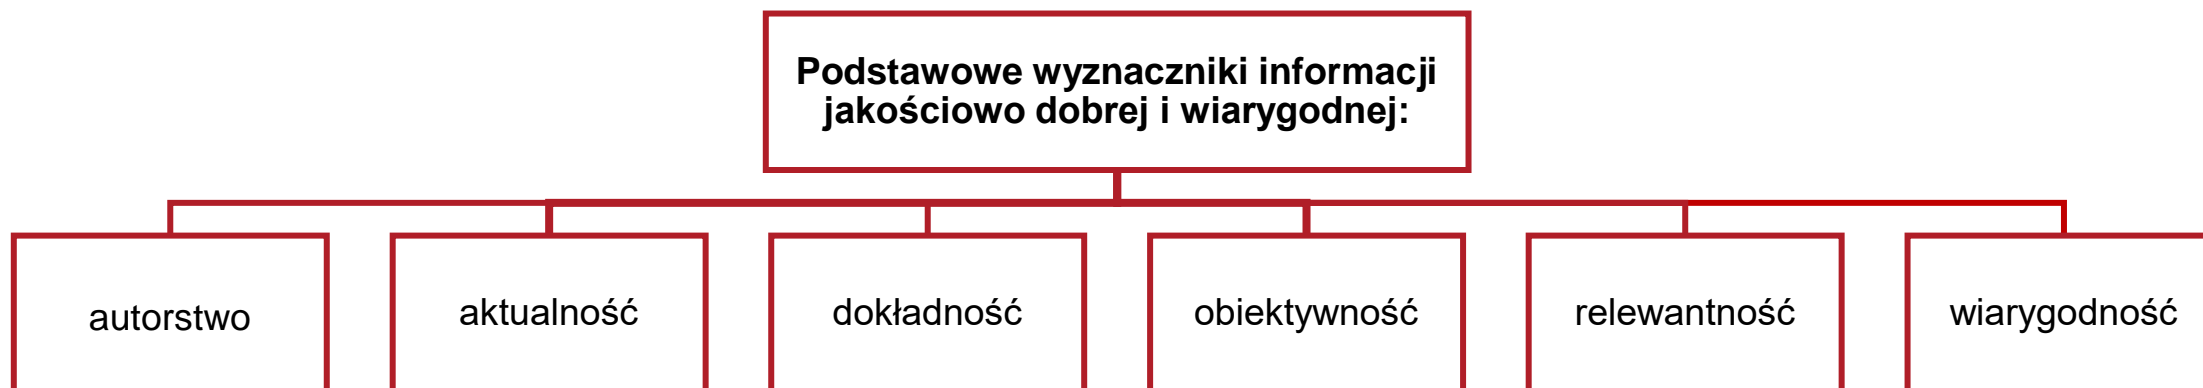 Podstawowe wyznaczniki informacji
jakościowo dobrej i wiarygodnej:
autorstwo
aktualność
dokładność
obiektywność
relewantność
wiarygodność